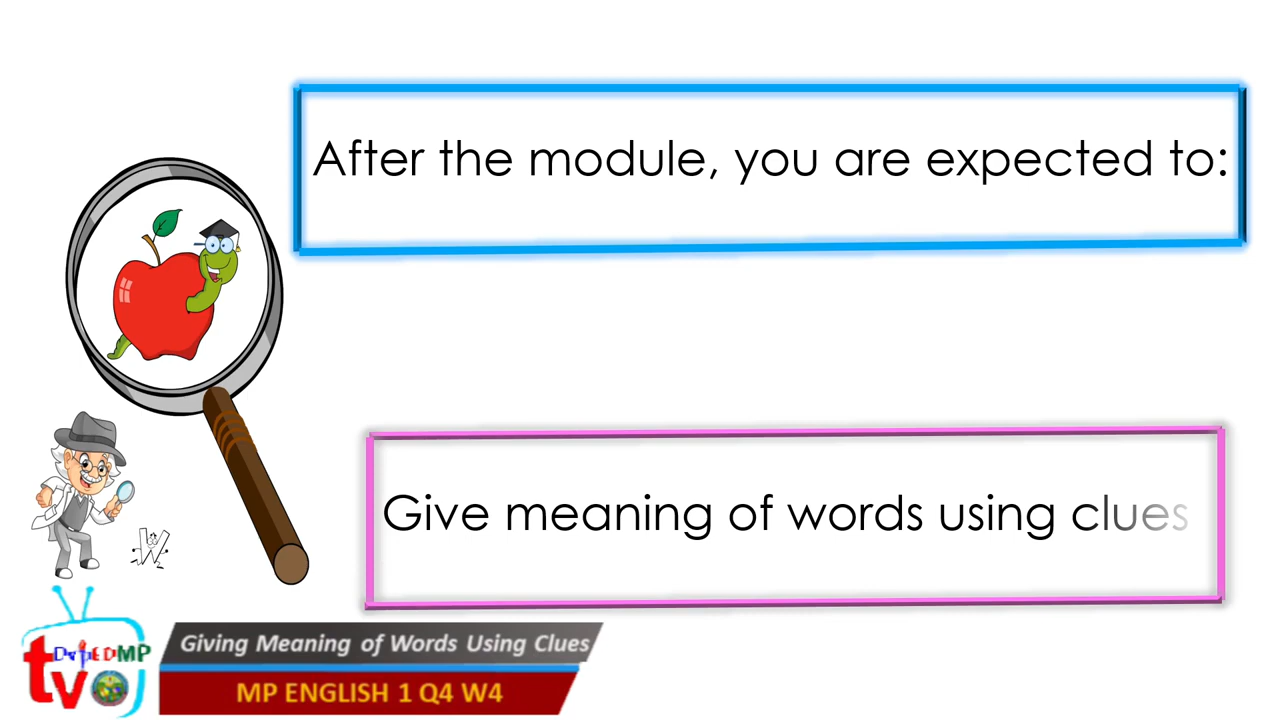 After the module, you are expected to:
Give meaning of words using clues
Giving Meaning of Words Using Clues
MP ENGLISH 1 Q4 W4
tvo